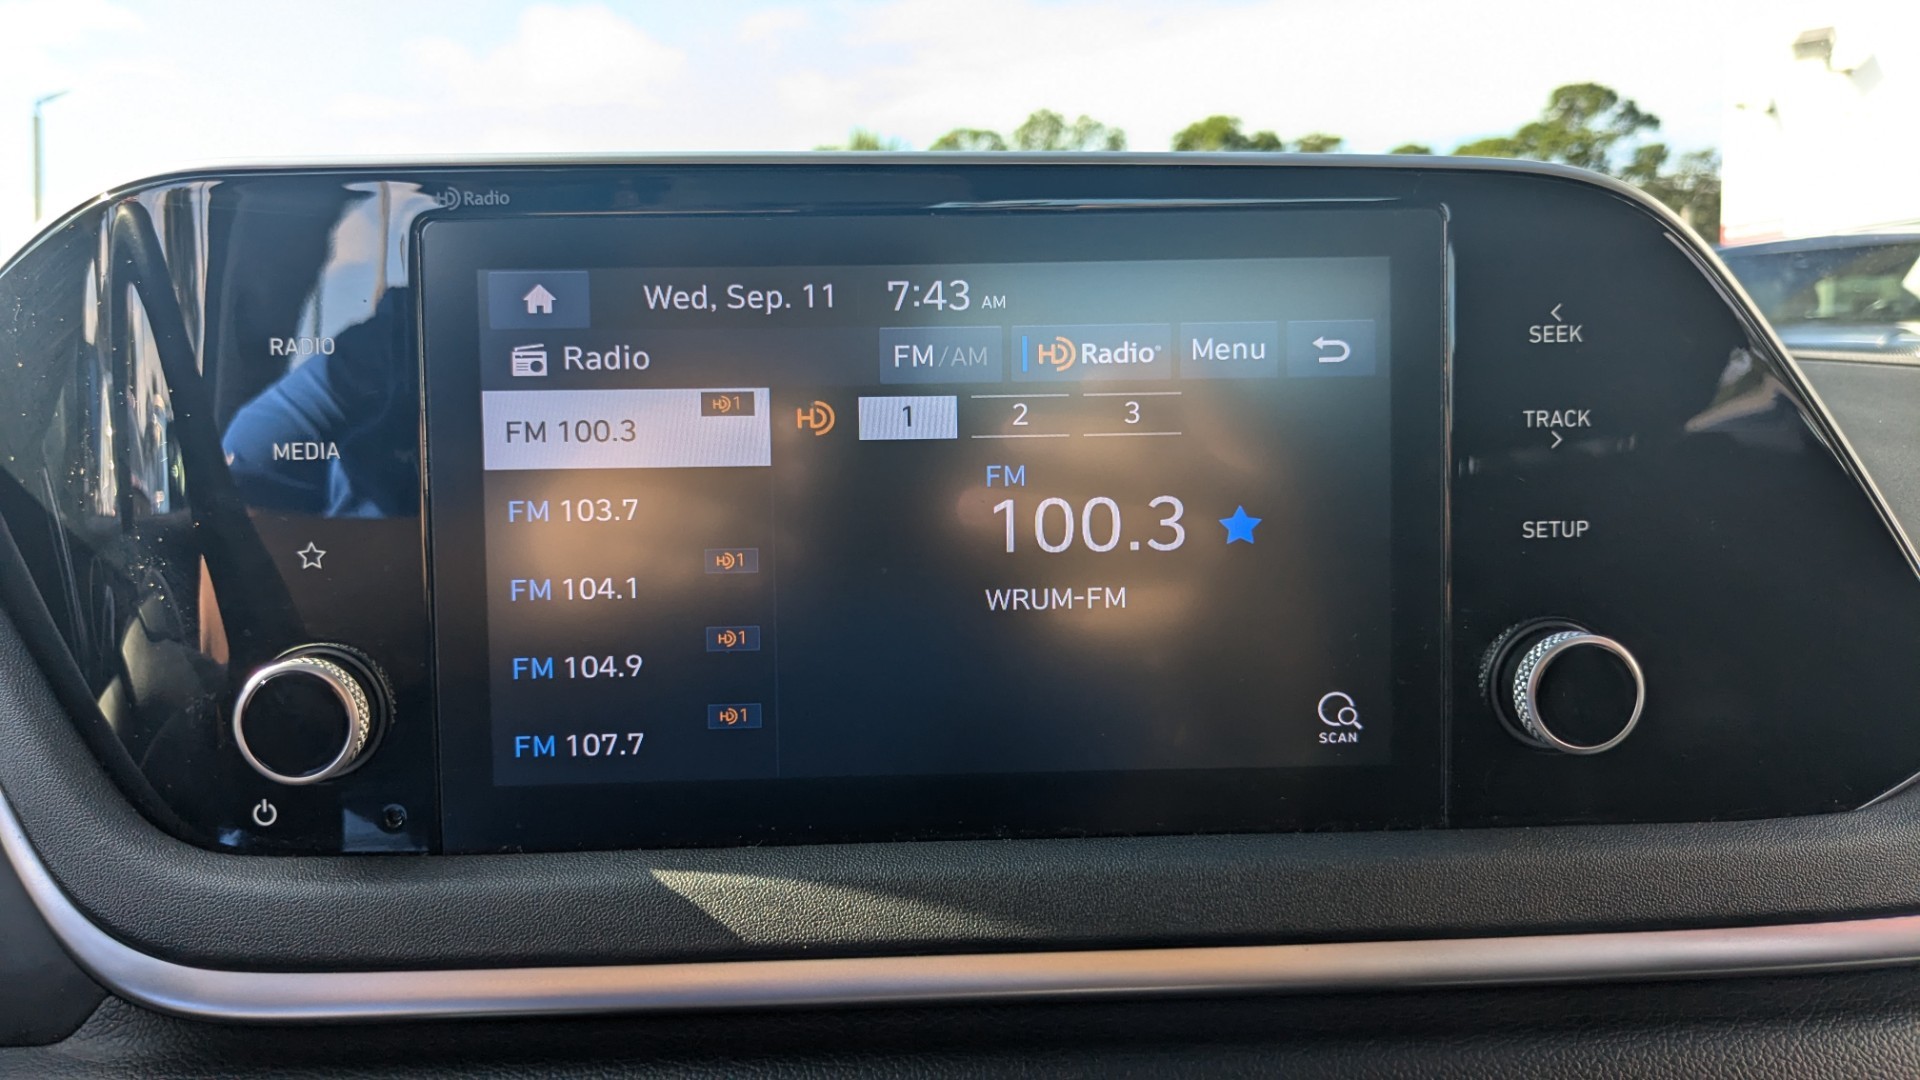 HD Radio
RADIO
MEDIA
Wed, Sep. 11 7:43 AM
Radio
FM/AM HD Radio® Menu
FM 100.3 HD1
FM 103.7
FM 104.1 HD1
FM 104.9 HD1
FM 107.7 HD1
HD 1 2 3
FM
100.3
WRUM-FM
SCAN
SEEK
TRACK
SETUP